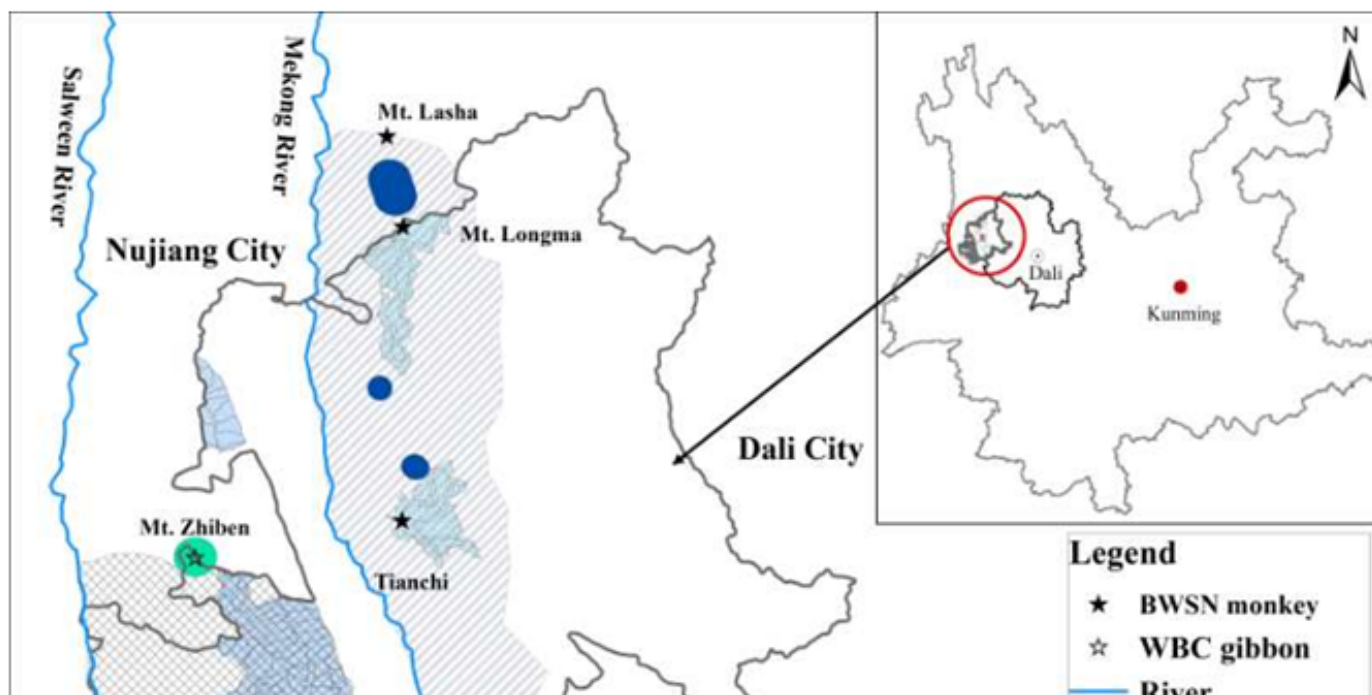 Salween River
Mekong River
Mt. Lasha
Mt. Longma
Nujiang City
Dali City
Mt. Zhiben
Tianchi
N
Dali
Kunming
Legend
BWSN monkey
WBC gibbon
River